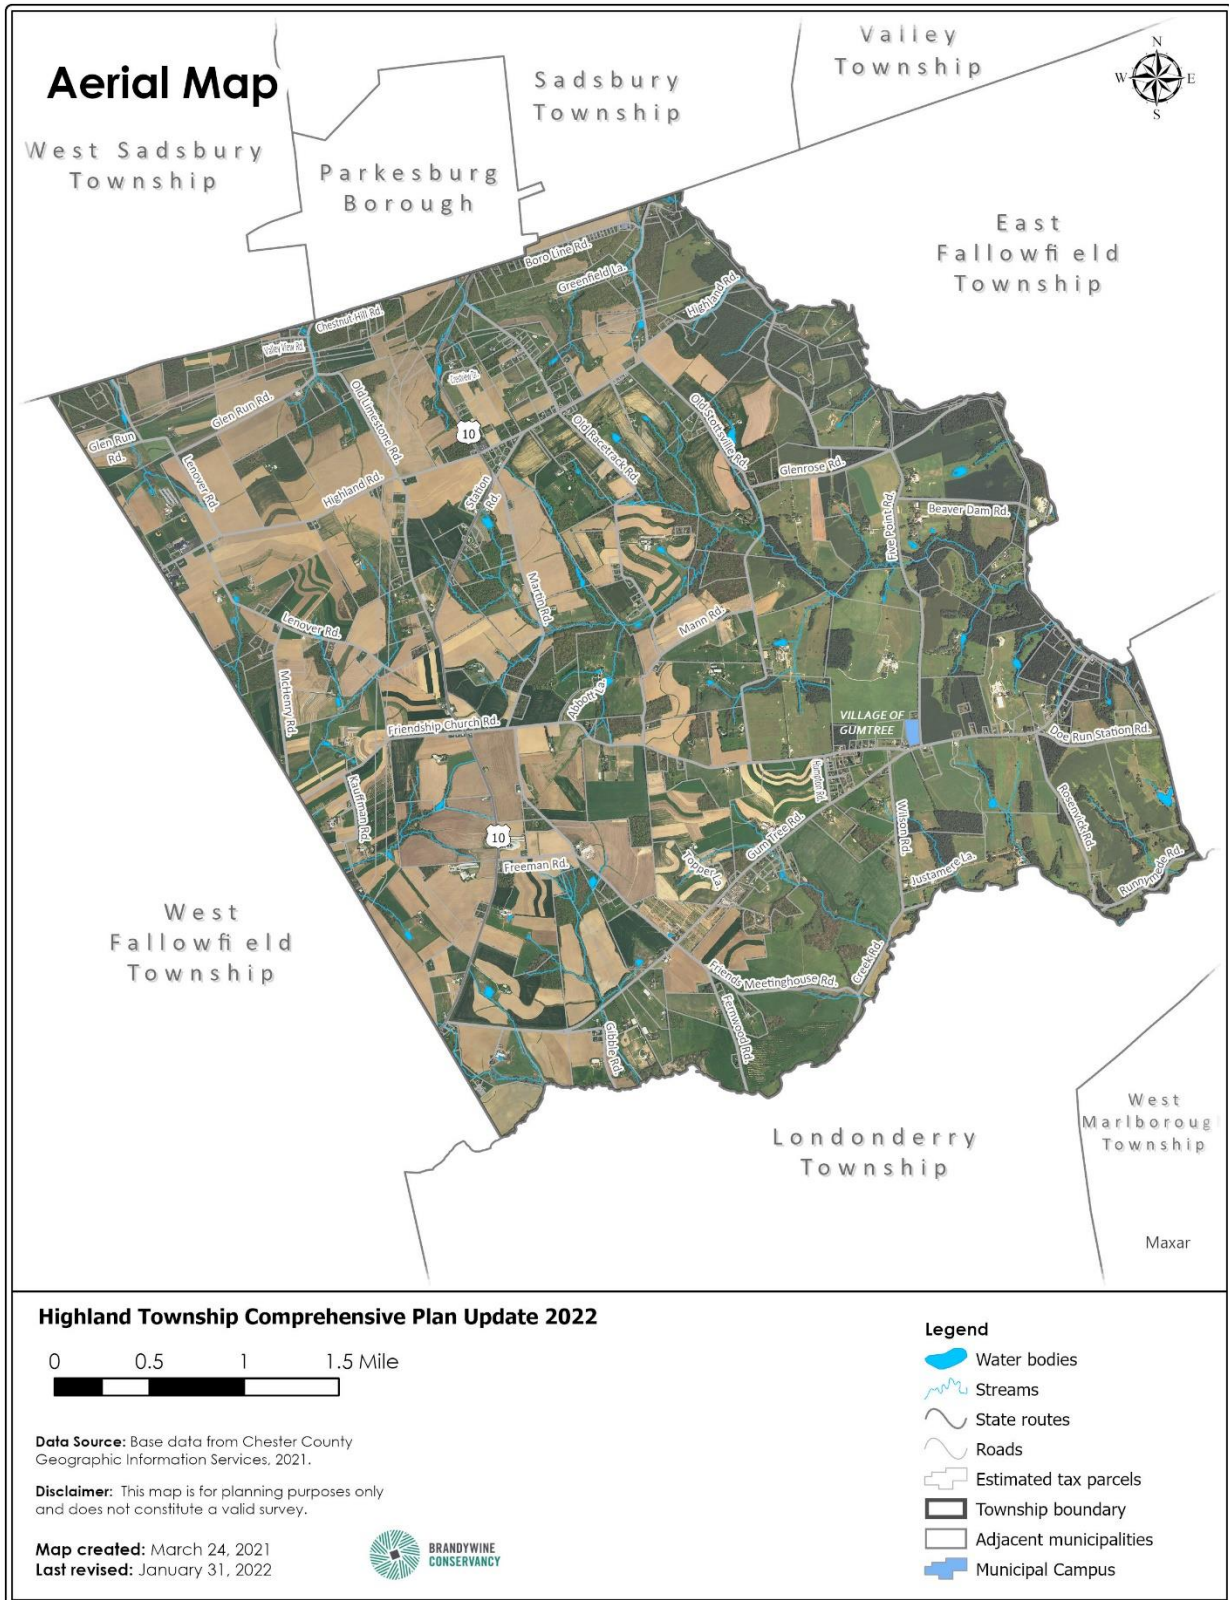 Aerial Map
Valley
Township
Sadsbury
Township
N
W
E
S
West Sadsbury
Township
Parkesburg
Borough
East
Fallowfield
Township
Boro Line Rd.
Greenfield La.
Highland Rd.
Chestnut Hill Rd.
Valley View Rd
Glen Run Rd.
Old Limestone Rd.
10
Old Racetrack Rd.
Old Stottsville Rd.
Glen Run
Rd.
Lenover Rd.
Highland Rd.
Station
Rd.
Glenrose Rd.
Five Point Rd.
Beaver Dam Rd.
Martin Rd.
Mann Rd.
Lenover Rd.
McHenry Rd.
Abbott La.
Friendship Church Rd.
VILLAGE OF
GUMTREE
Doe Run Station Rd.
Kauffman Rd.
10
Freeman Rd.
Humpton Rd.
Gum Tree Rd.
Topper La.
Wilson Rd.
Rosenvick Rd.
Justamere La.
Runnymede Rd.
West
Fallowfield
Township
Friends Meetinghouse Rd.
Creek Rd.
Fernwood Rd.
Gibble Rd.
Londonderry
Township
West
Marlboroug
Township
Maxar
Highland Township Comprehensive Plan Update 2022
0 0.5 1 1.5 Mile
Data Source: Base data from Chester County
Geographic Information Services, 2021.
Disclaimer: This map is for planning purposes only
and does not constitute a valid survey.
Map created: March 24, 2021
Last revised: January 31, 2022
BRANDYWINE
CONSERVANCY
Legend
Water bodies
Streams
State routes
Roads
Estimated tax parcels
Township boundary
Adjacent municipalities
Municipal Campus